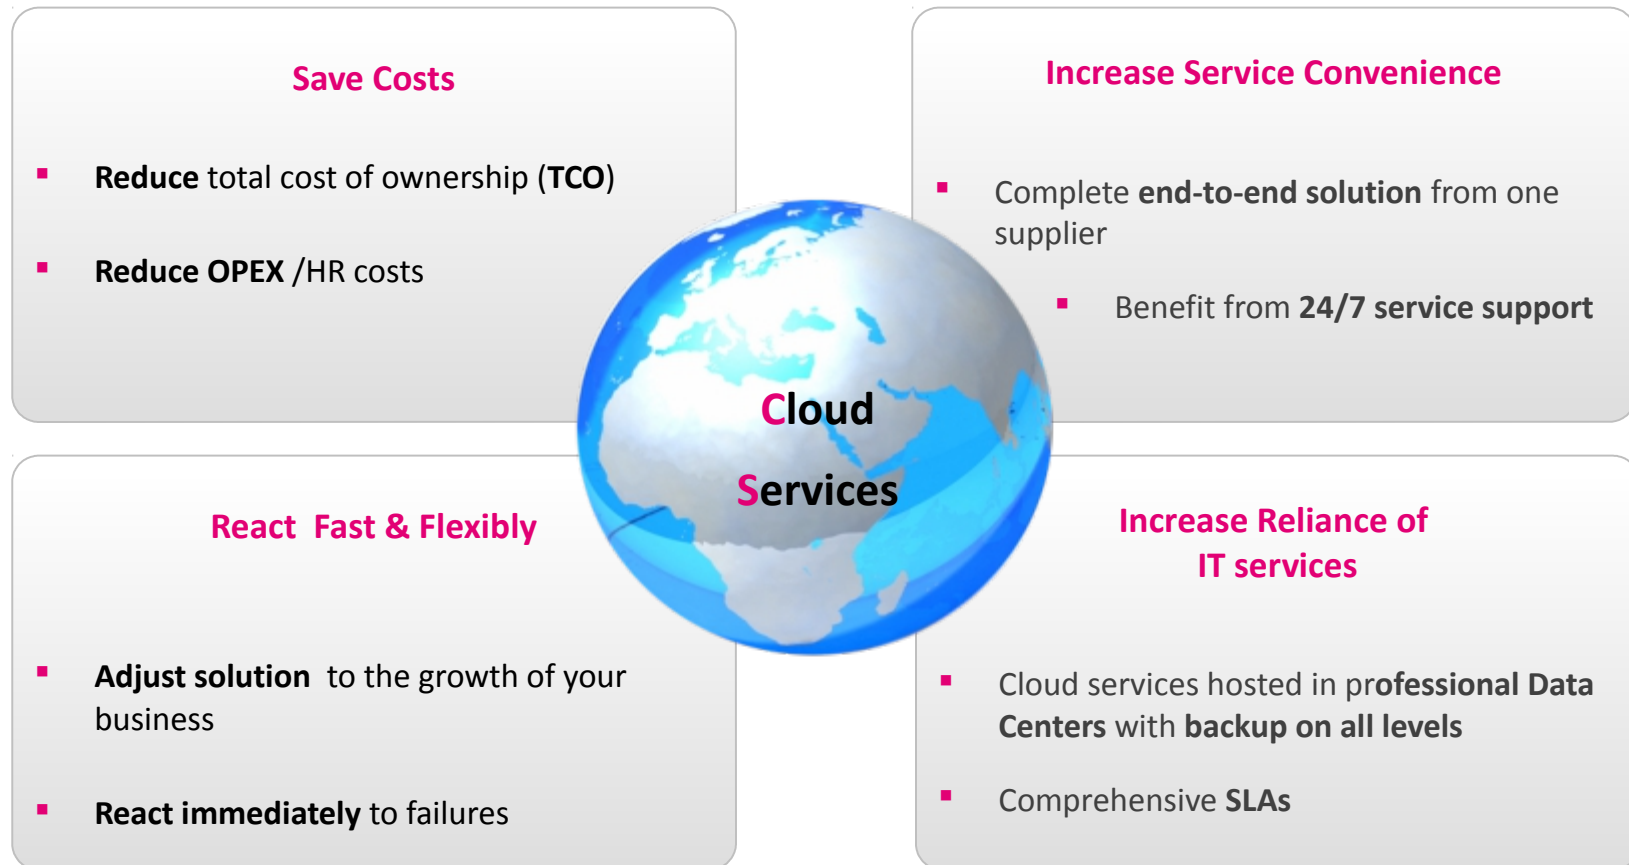 Save Costs
▪ Reduce total cost of ownership (TCO)
▪ Reduce OPEX /HR costs
Increase Service Convenience
▪ Complete end-to-end solution from one
supplier
▪ Benefit from 24/7 service support
Cloud
Services
React  Fast & Flexibly
▪ Adjust solution  to the growth of your
business
▪ React immediately to failures
Increase Reliance of
IT services
▪ Cloud services hosted in professional Data
Centers with backup on all levels
▪ Comprehensive SLAs